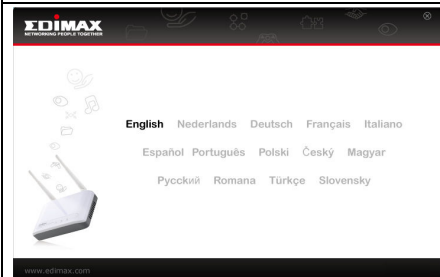 EDIMAX
NETWORKING PEOPLE TOGETHER
English Nederlands Deutsch Français Italiano
Español Português Polski Český Magyar
Русский Romana Türkçe Slovensky
www.edimax.com